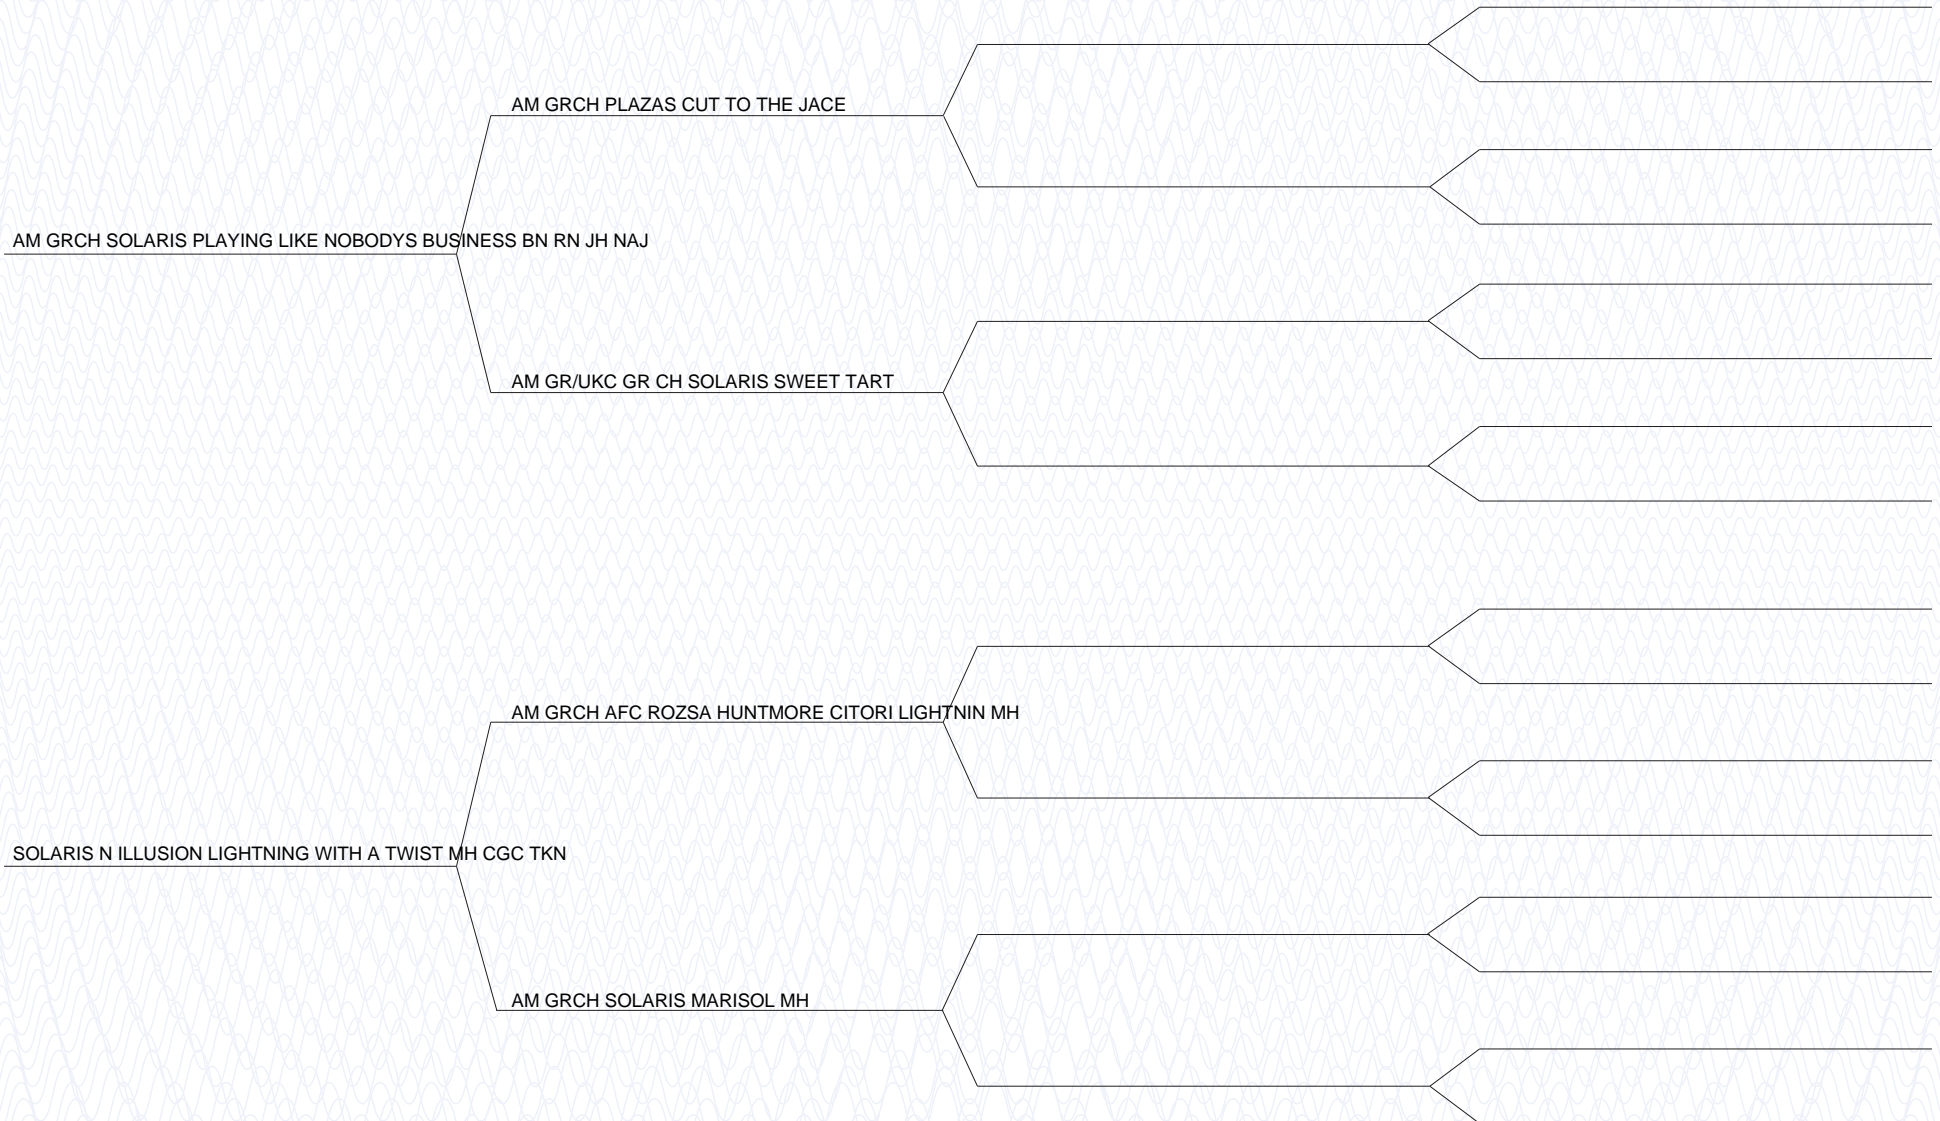 AM GRCH PLAZAS CUT TO THE JACE
AM GRCH SOLARIS PLAYING LIKE NOBODYS BUSINESS BN RN JH NAJ
AM GR/UKC GR CH SOLARIS SWEET TART
AM GRCH AFC ROZSA HUNTMORE CITORI LIGHTNIN MH
SOLARIS N ILLUSION LIGHTNING WITH A TWIST MH CGC TKN
AM GRCH SOLARIS MARISOL MH